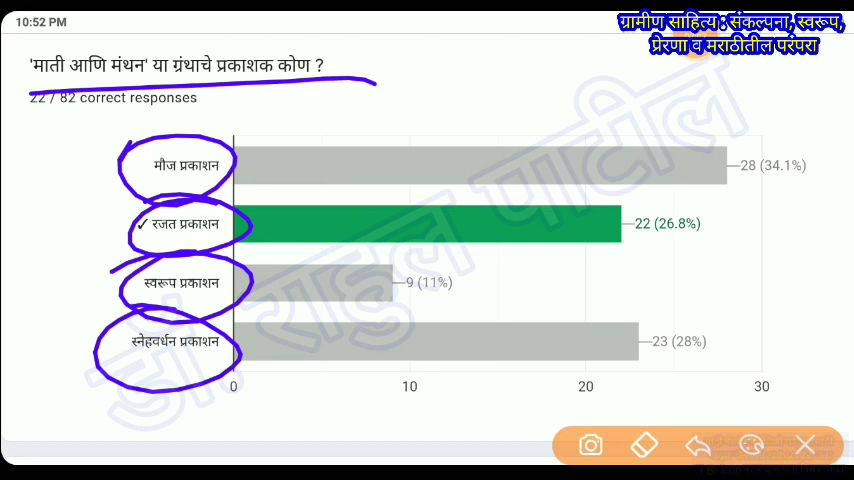 10:52 PM
ग्रामीण साहित्य : संकल्पना, स्वरूप,
प्रेरणा व मराठीतील परंपरा
'माती आणि मंथन' या ग्रंथाचे प्रकाशक कोण ?
22 / 82 correct responses
मौज प्रकाशन
28 (34.1%)
✓ रजत प्रकाशन
22 (26.8%)
स्वरूप प्रकाशन
9 (11%)
स्नेहवर्धन प्रकाशन
23 (28%)
0 10 20 30
डॉ राहुल पाटील